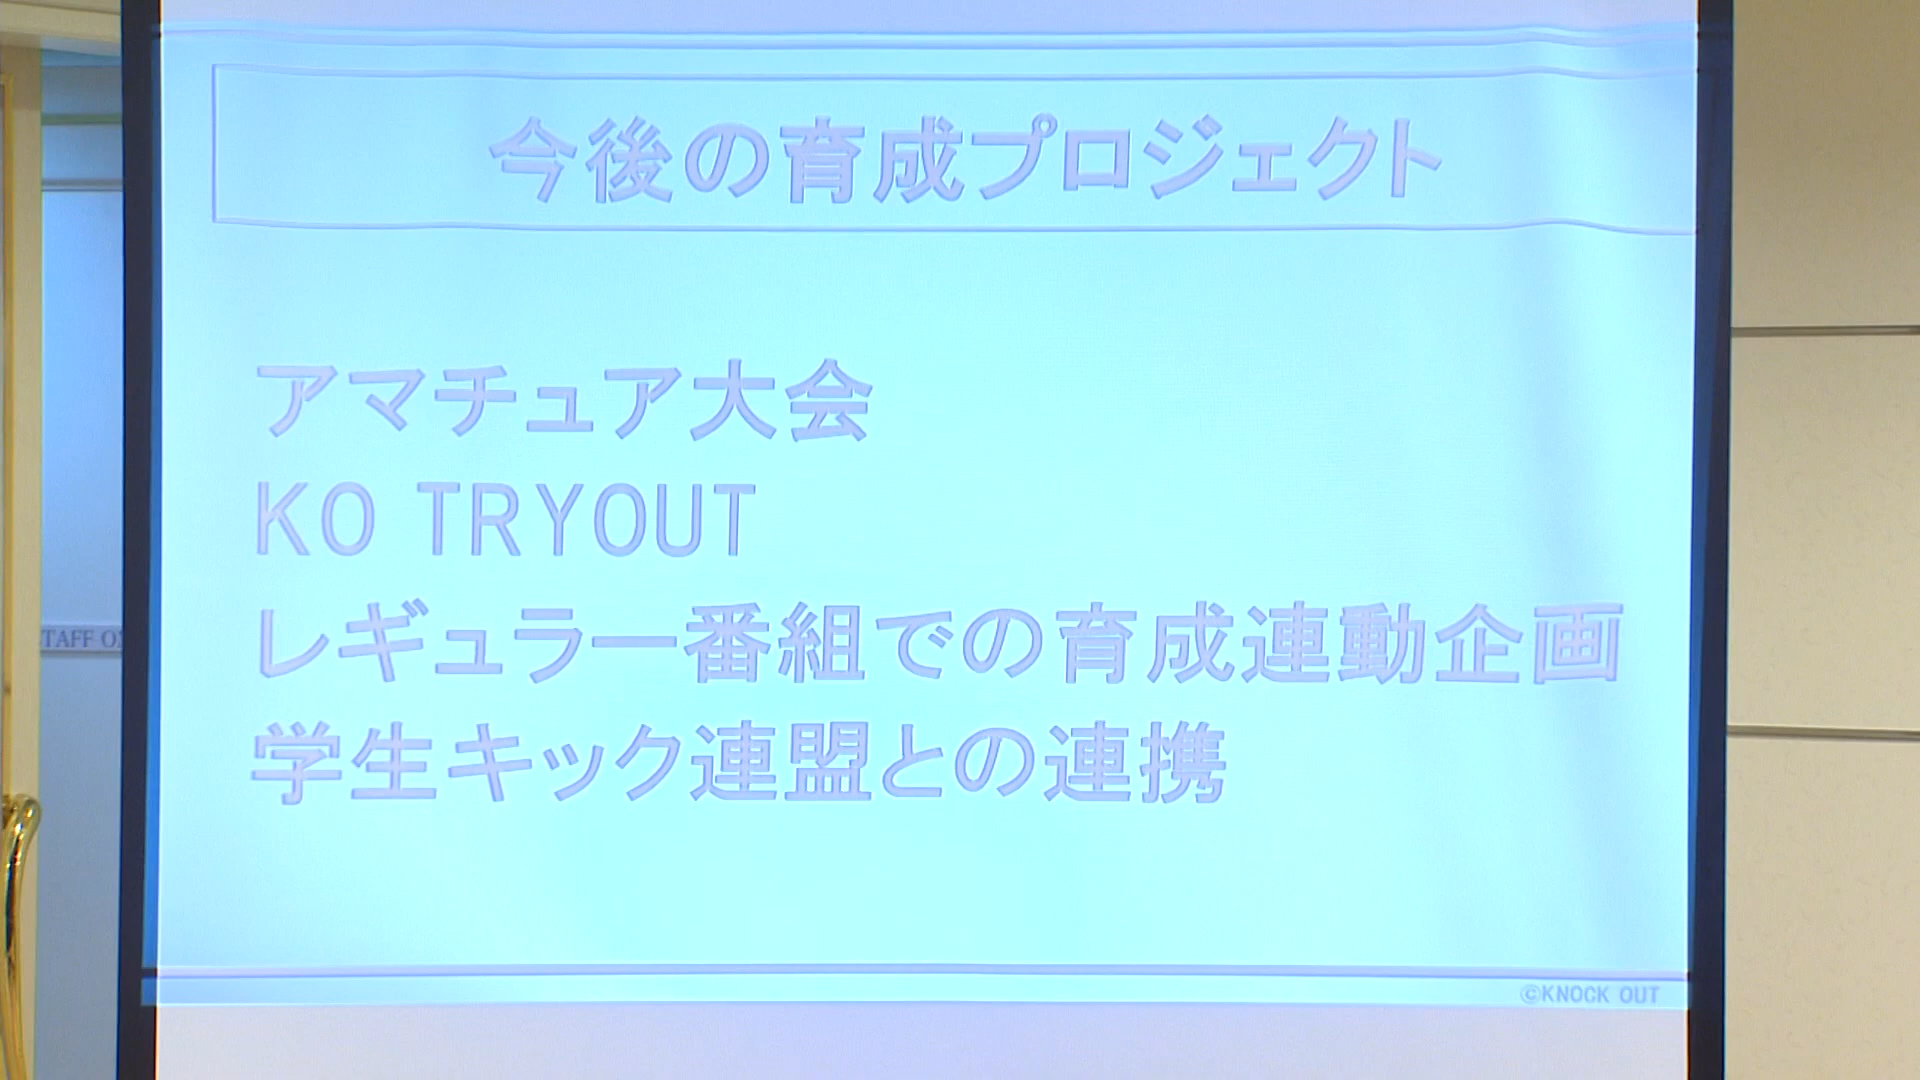 今後の育成プロジェクト
アマチュア大会
KO TRYOUT
レギュラー番組での育成連動企画
学生キック連盟との連携
©KNOCK OUT
TAFF O